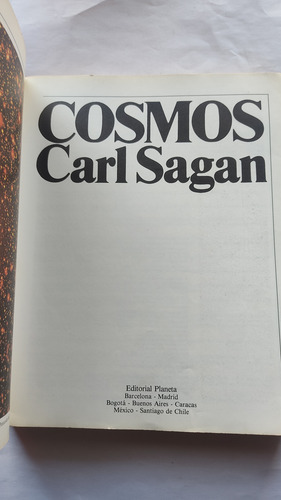 COSMOS
Carl Sagan
Editorial Planeta
Barcelona - Madrid
Bogotá - Buenos Aires - Caracas
México - Santiago de Chile